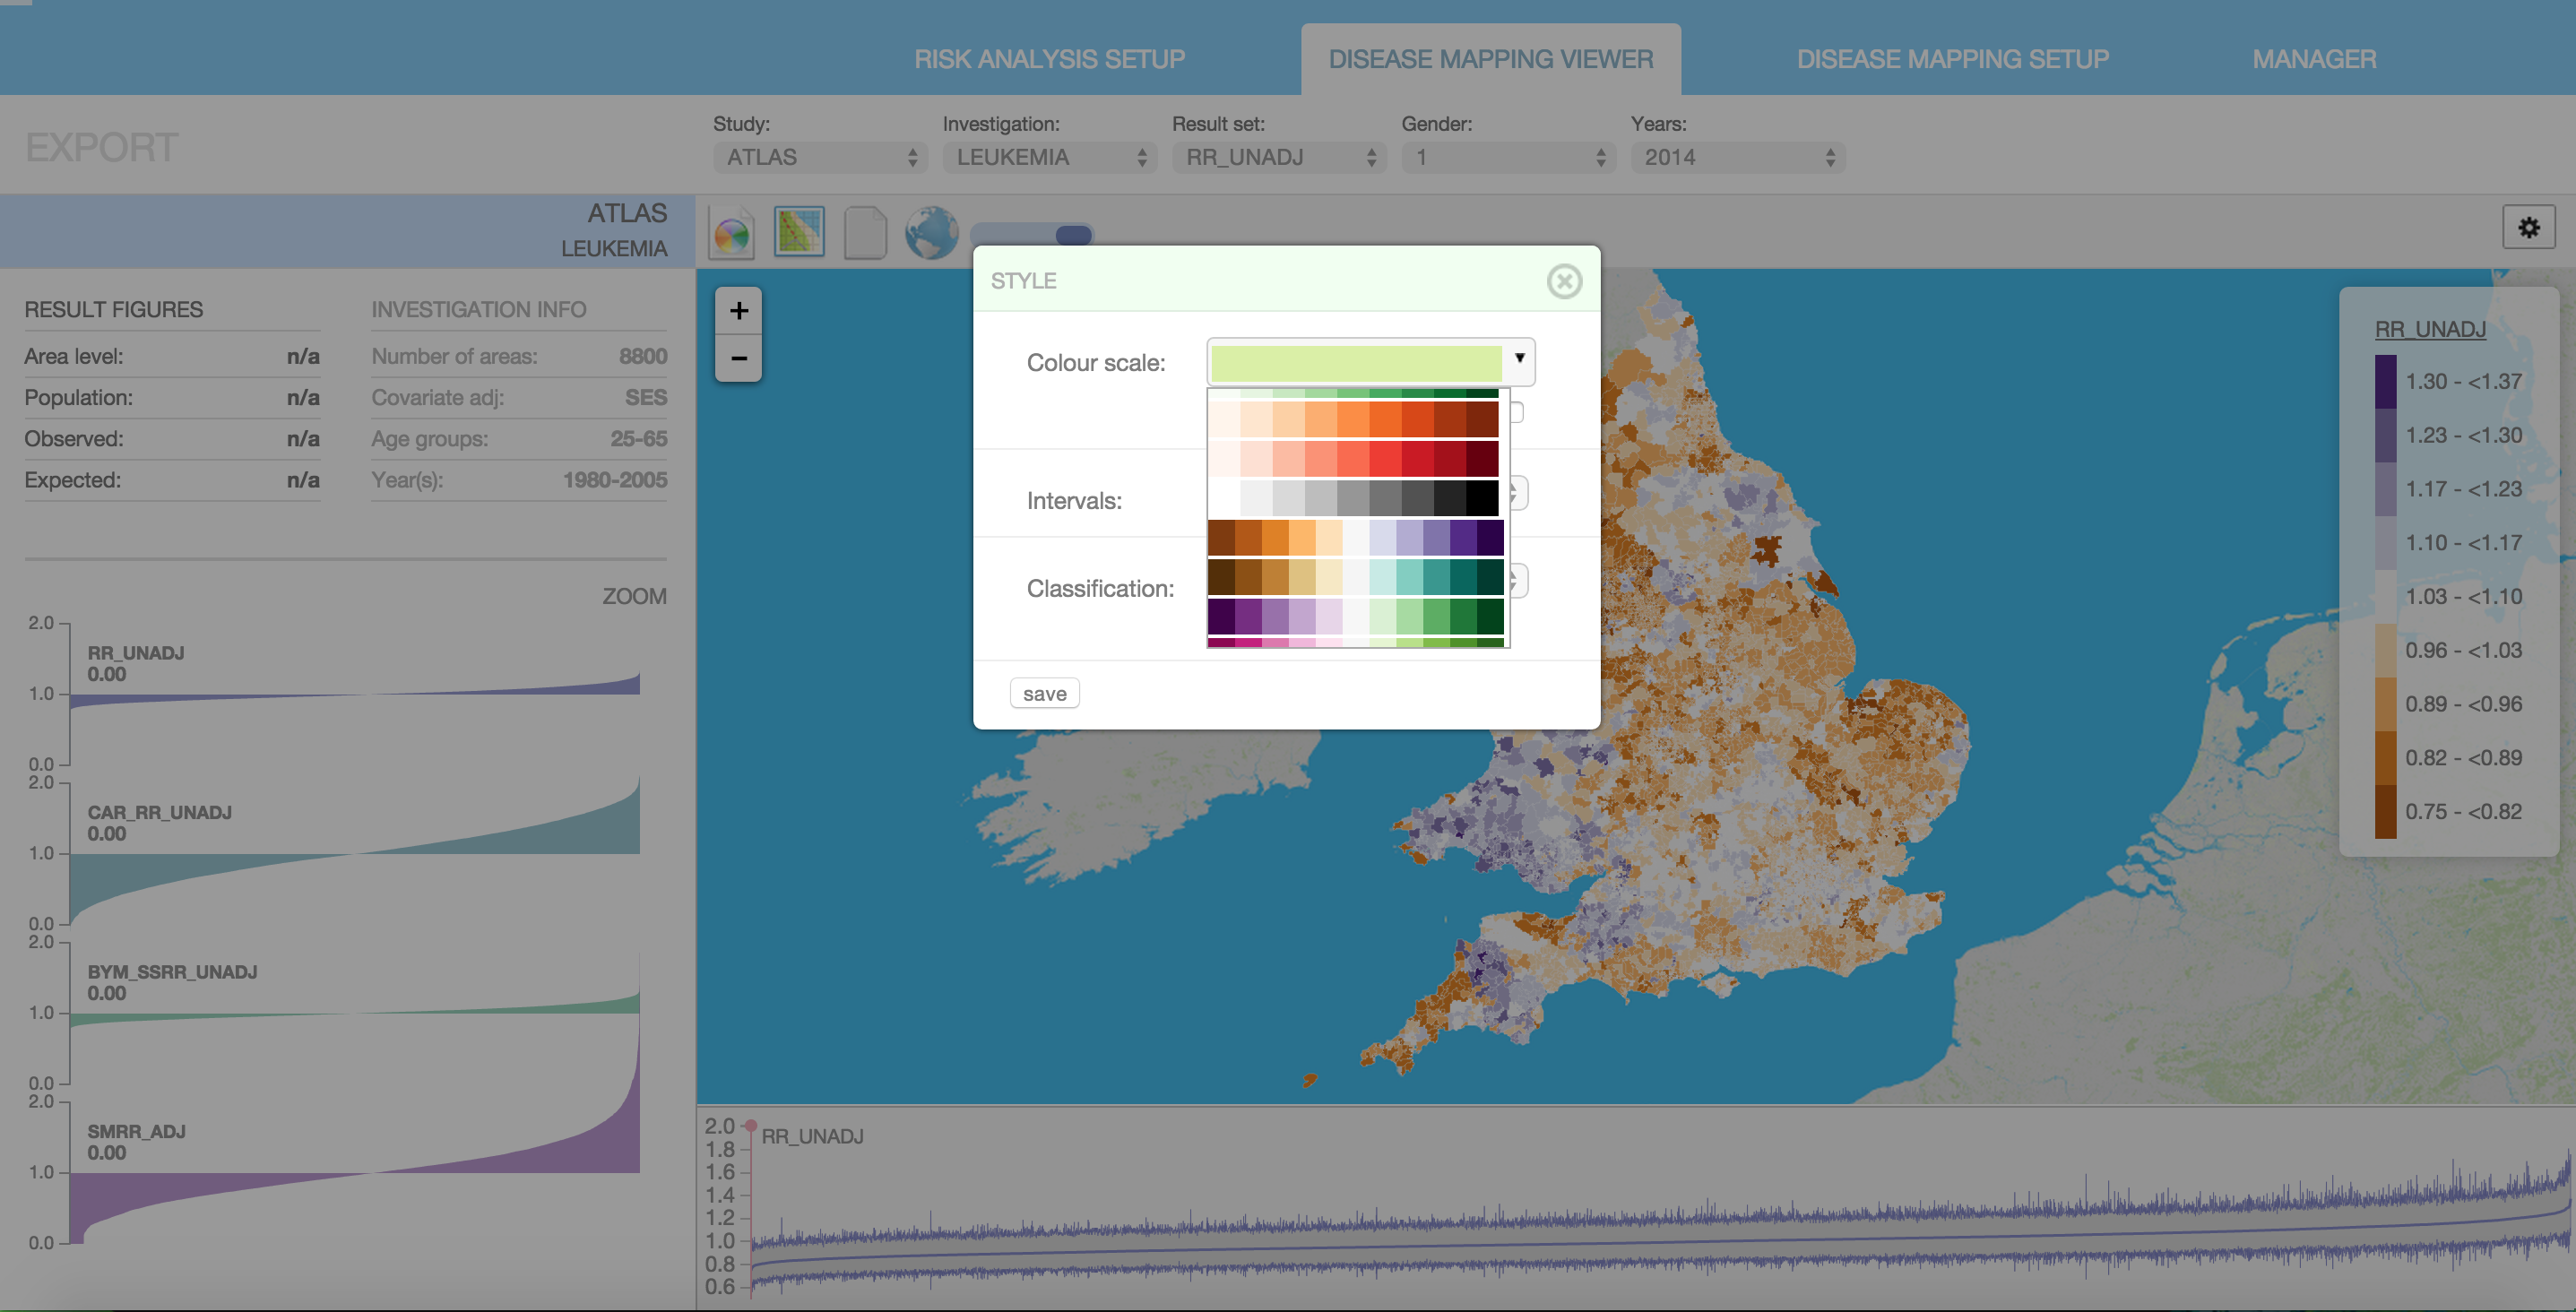 RISK ANALYSIS SETUP
DISEASE MAPPING VIEWER
DISEASE MAPPING SETUP
MANAGER
EXPORT
Study:
Investigation:
Result set:
Gender:
Years:
ATLAS
LEUKEMIA
RR_UNADJ
1
2014
ATLAS
LEUKEMIA
RESULT FIGURES
Area level: n/a
Population: n/a
Observed: n/a
Expected: n/a
INVESTIGATION INFO
Number of areas: 8800
Covariate adj: SES
Age groups: 25-65
Year(s): 1980-2005
ZOOM
2.0
RR_UNADJ
0.00
1.0
0.0
2.0
CAR_RR_UNADJ
0.00
1.0
0.0
2.0
BYM_SSRR_UNADJ
0.00
1.0
0.0
2.0
SMRR_ADJ
0.00
1.0
0.0
+
−
STYLE
Colour scale:
Intervals:
Classification:
save
RR_UNADJ
1.30 - <1.37
1.23 - <1.30
1.17 - <1.23
1.10 - <1.17
1.03 - <1.10
0.96 - <1.03
0.89 - <0.96
0.82 - <0.89
0.75 - <0.82
RR_UNADJ
2.0
1.8
1.6
1.4
1.2
1.0
0.8
0.6